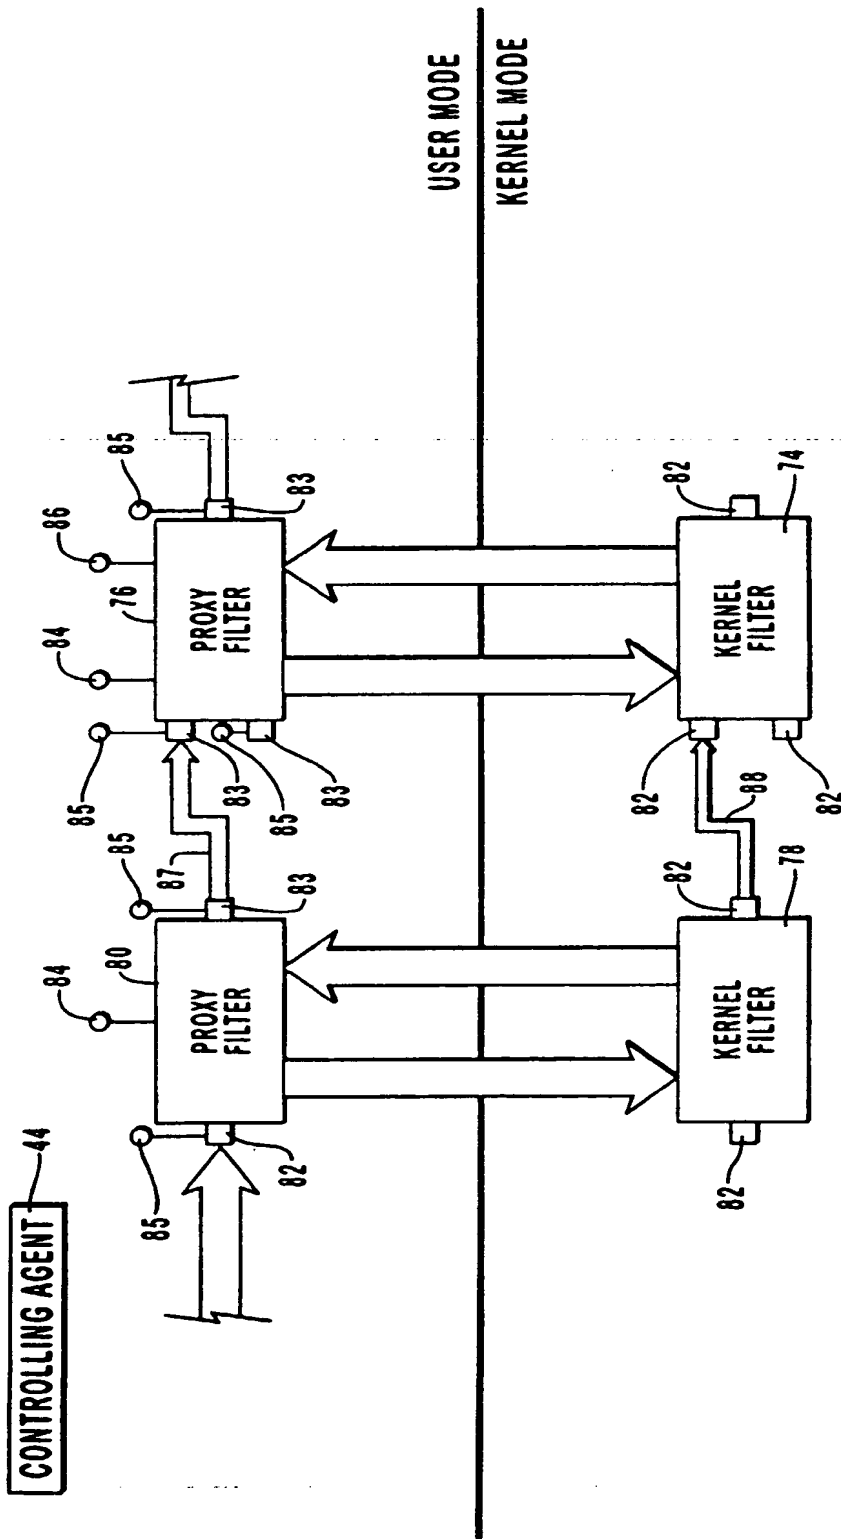 CONTROLLING AGENT
44
85
84
85
85
84
86
85
80
76
PROXY
FILTER
PROXY
FILTER
82
83
87
83
85
83
83
USER MODE
KERNEL MODE
82
82
82
82
82
88
KERNEL
FILTER
KERNEL
FILTER
78
74